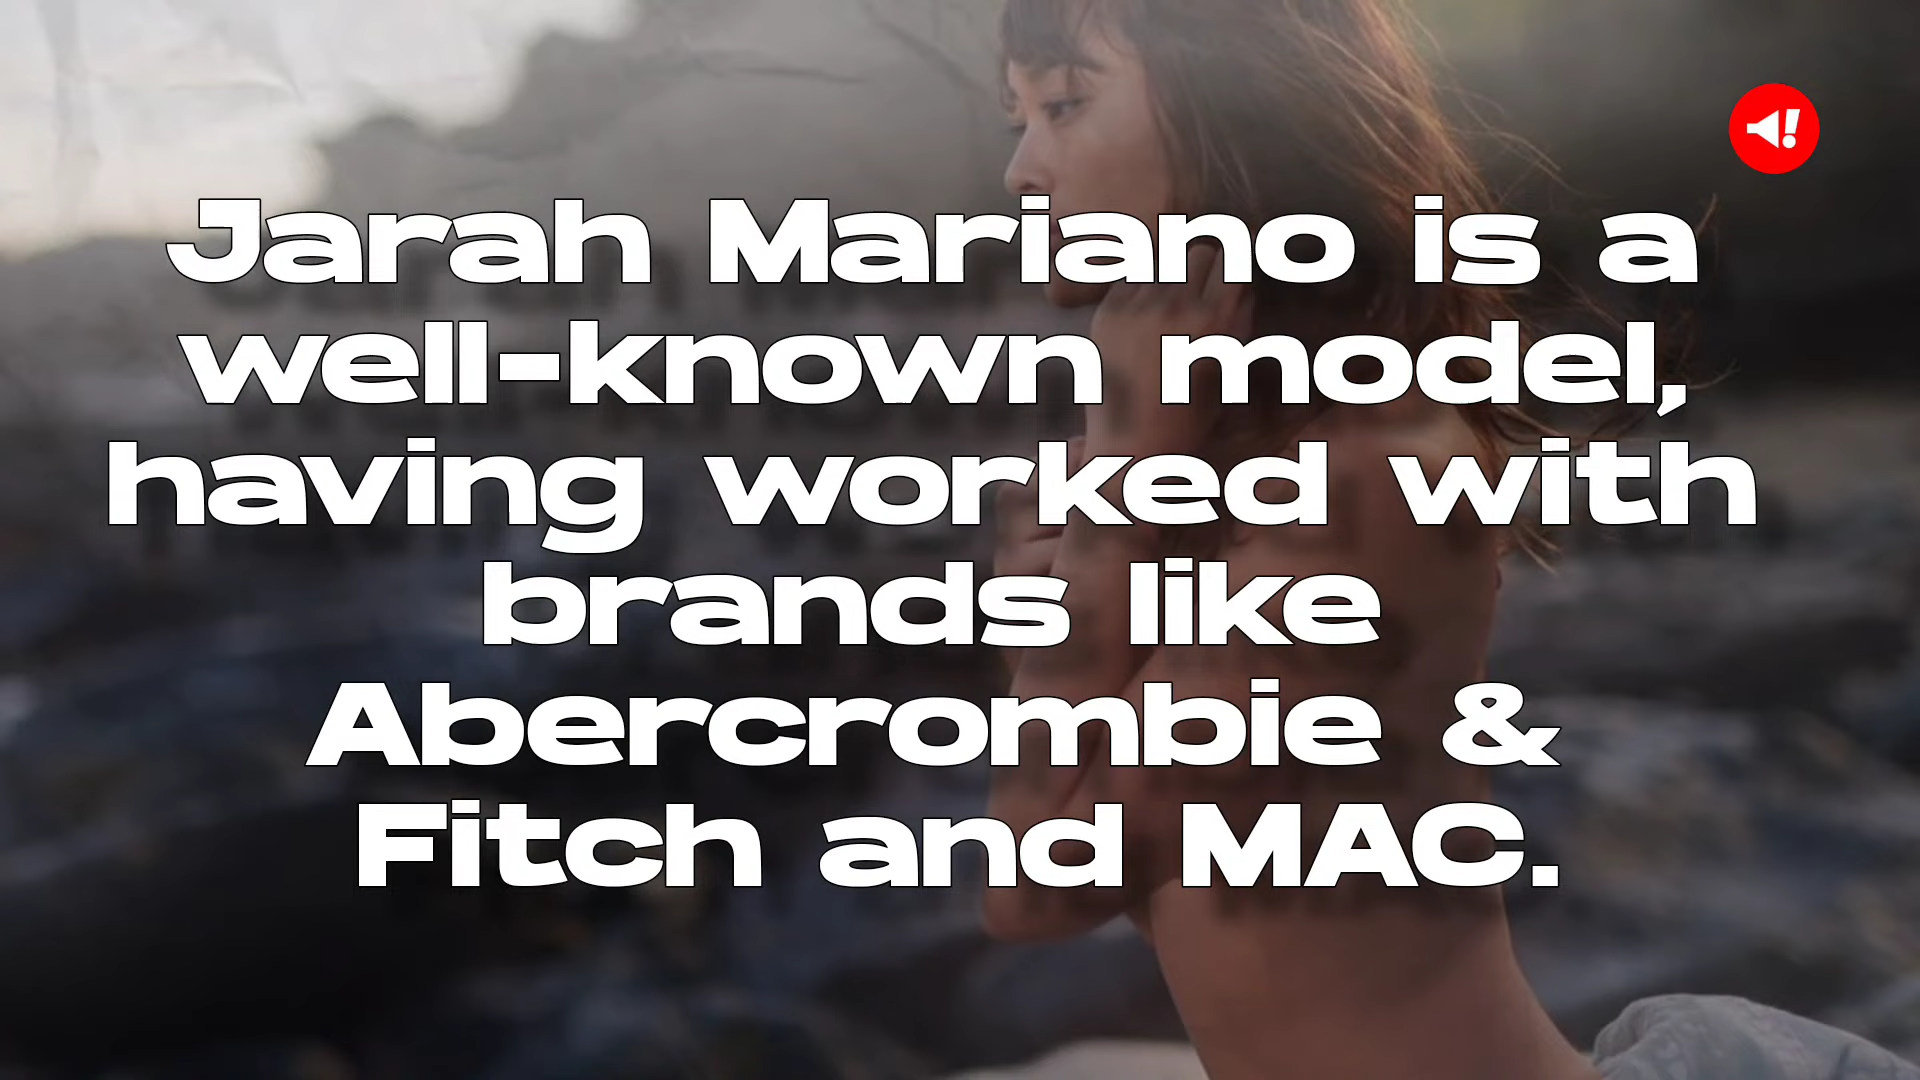 Jarah Mariano is a
well-known model,
having worked with
brands like
Abercrombie &
Fitch and MAC.